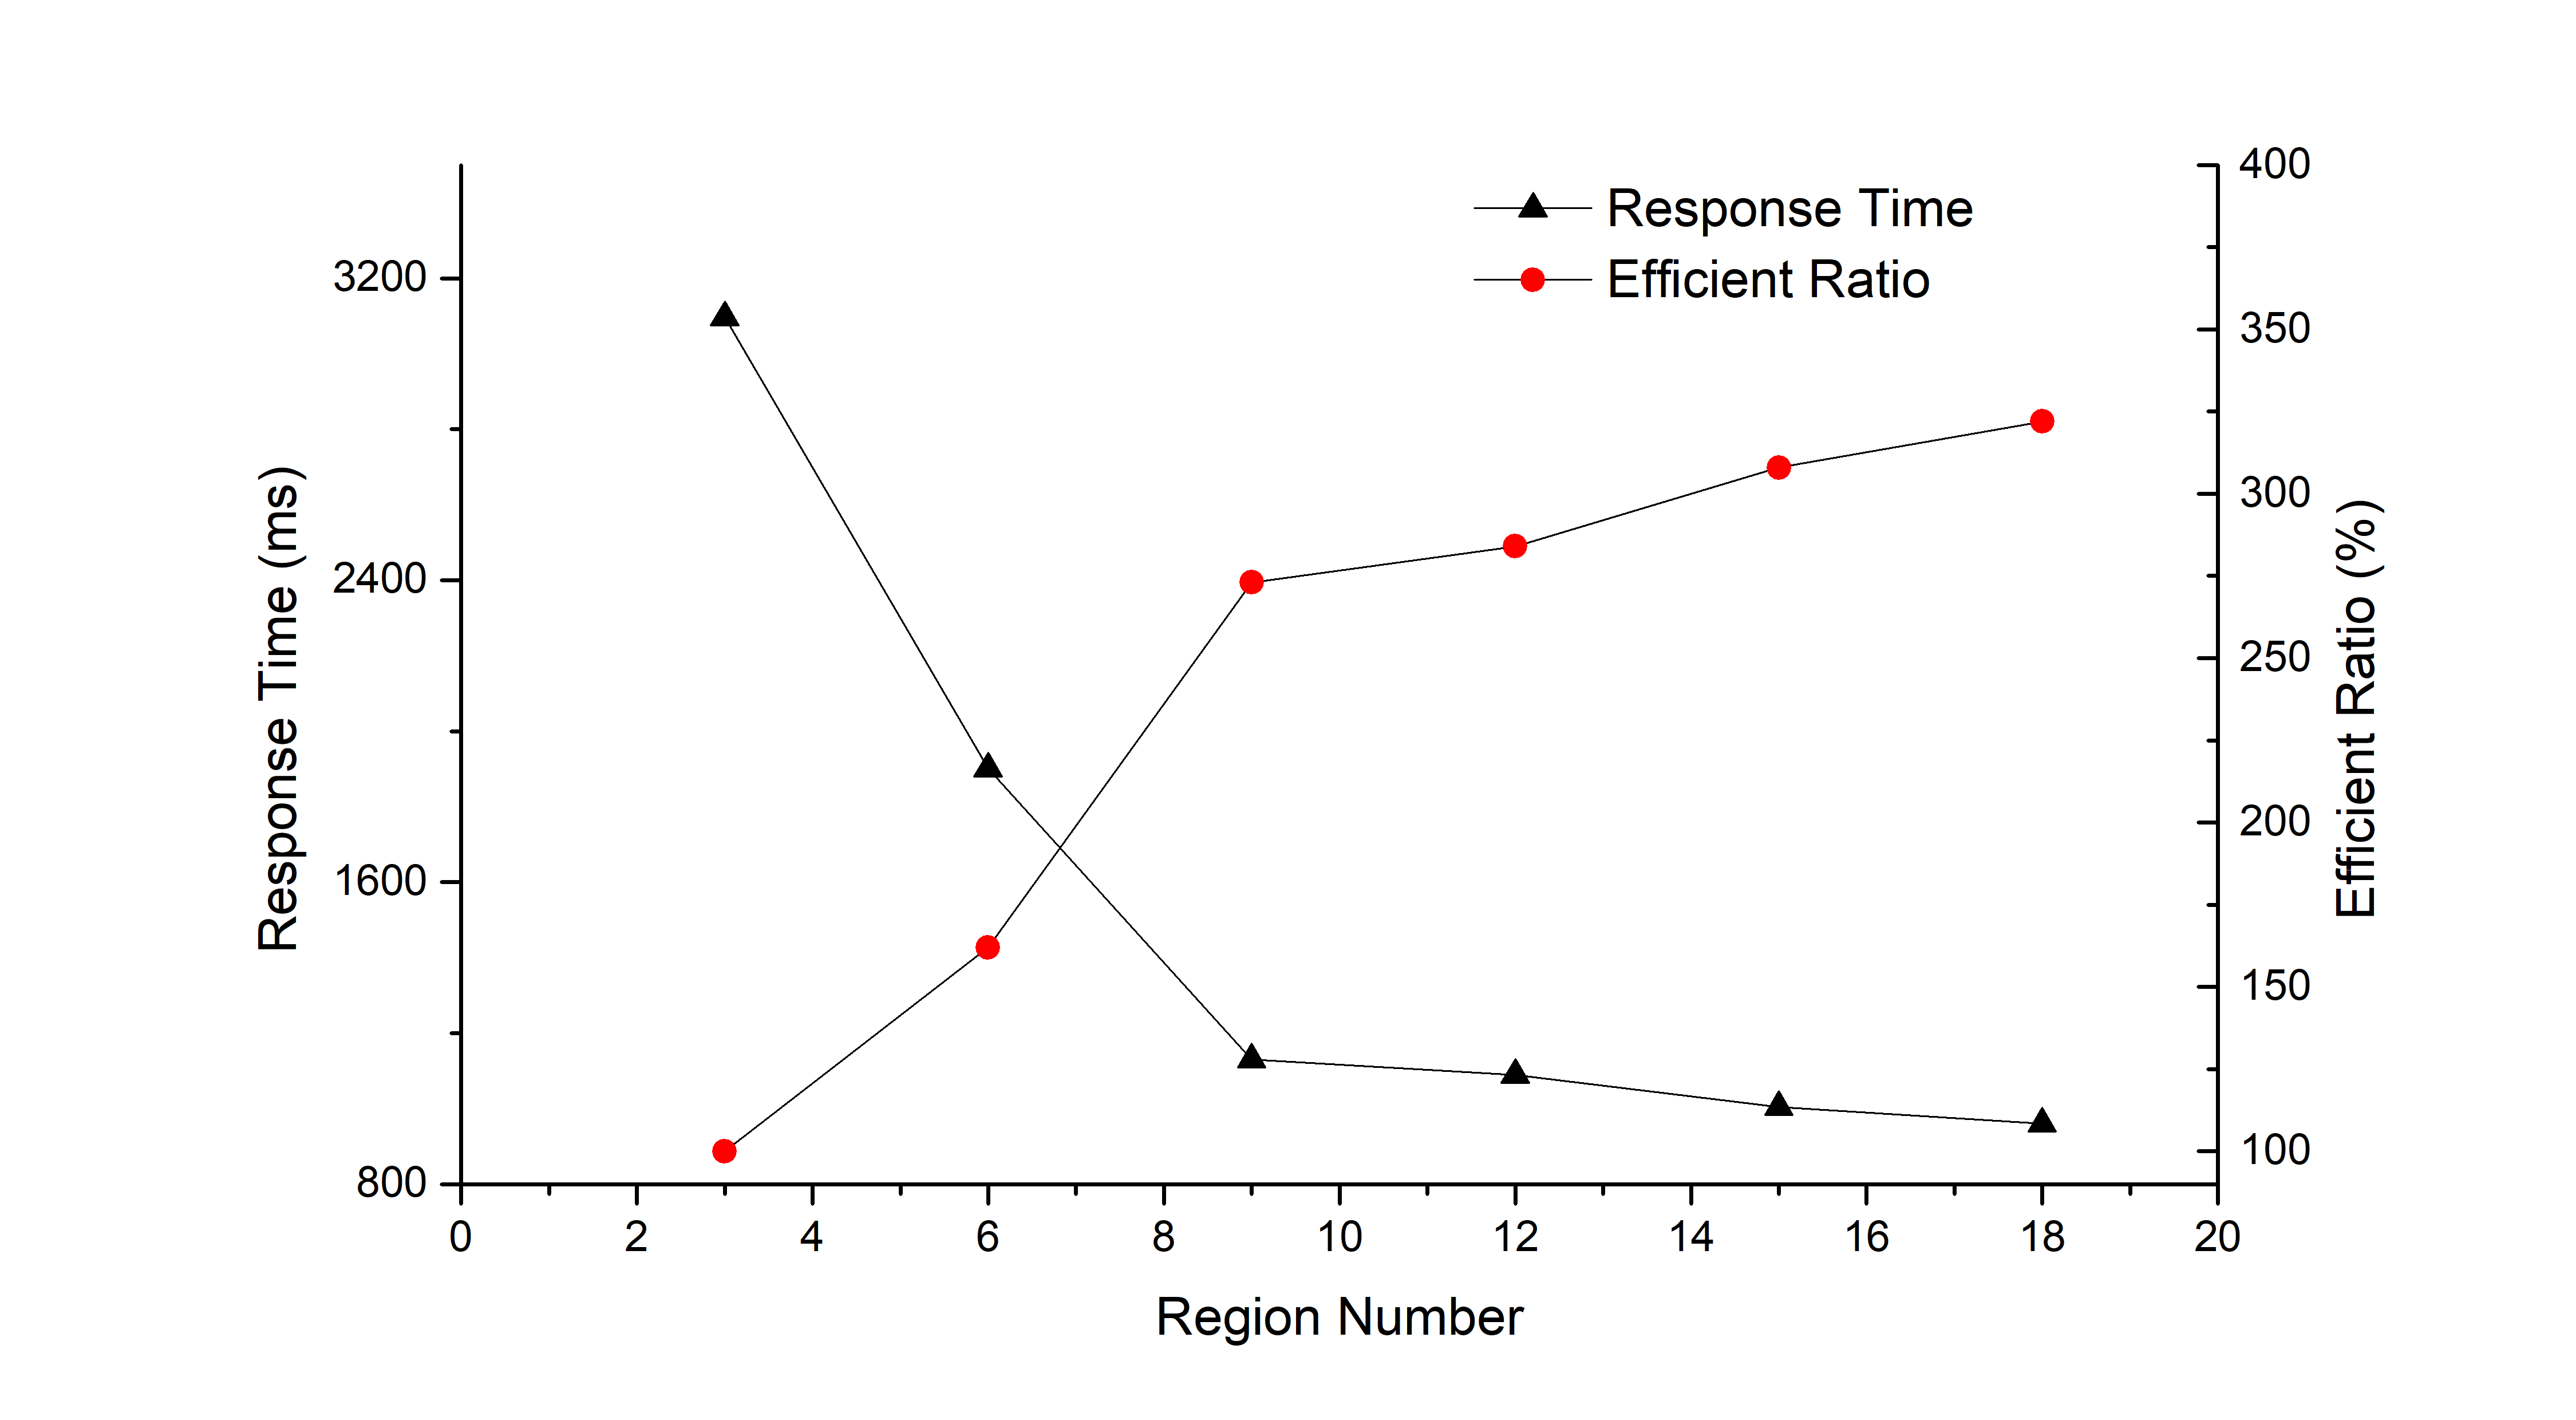 Response Time
Efficient Ratio
Response Time (ms)
3200
2400
1600
800
400
350
300
250
200
150
100
Efficient Ratio (%)
0 2 4 6 8 10 12 14 16 18 20
Region Number